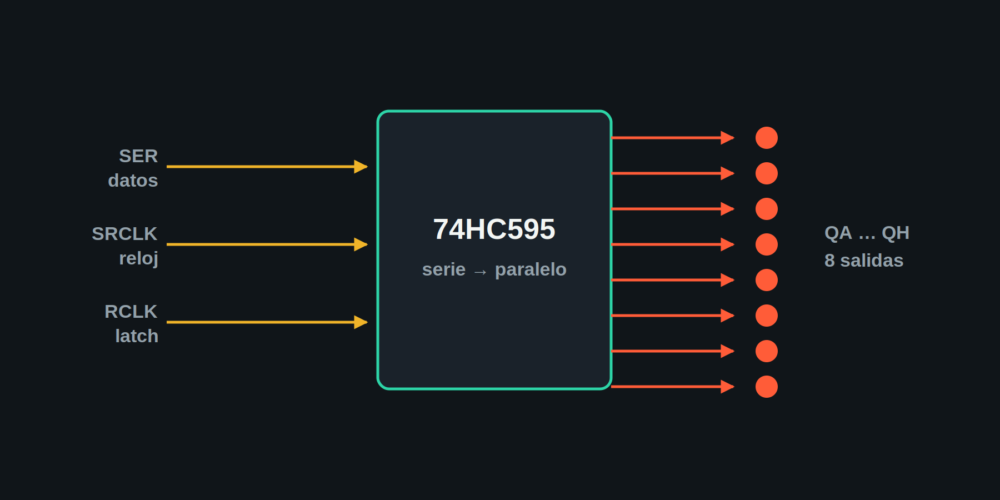 SER
datos
SRCLK
reloj
RCLK
latch
74HC595
serie → paralelo
QA ... QH
8 salidas